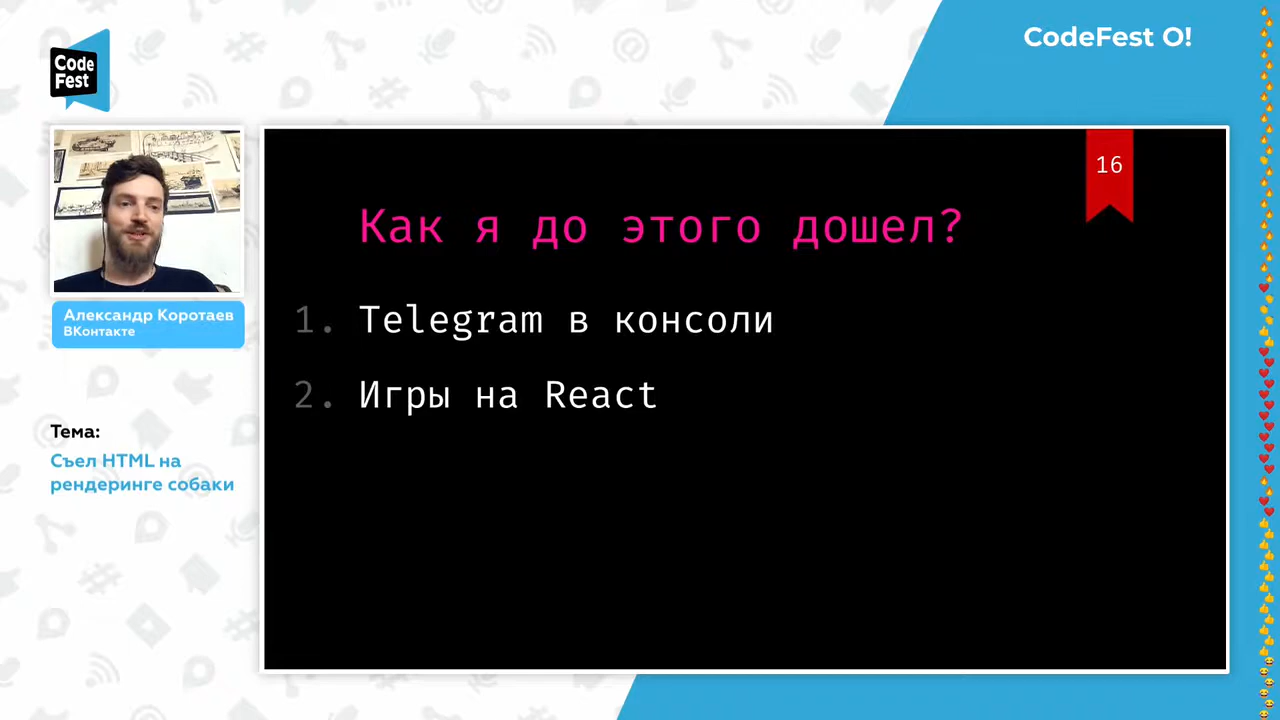 Code
Fest
CodeFest О!
16
Как я до этого дошел?
1. Telegram в консоли
2. Игры на React
Александр Коротаев
ВКонтакте
Тема:
Съел HTML на
рендеринге собаки